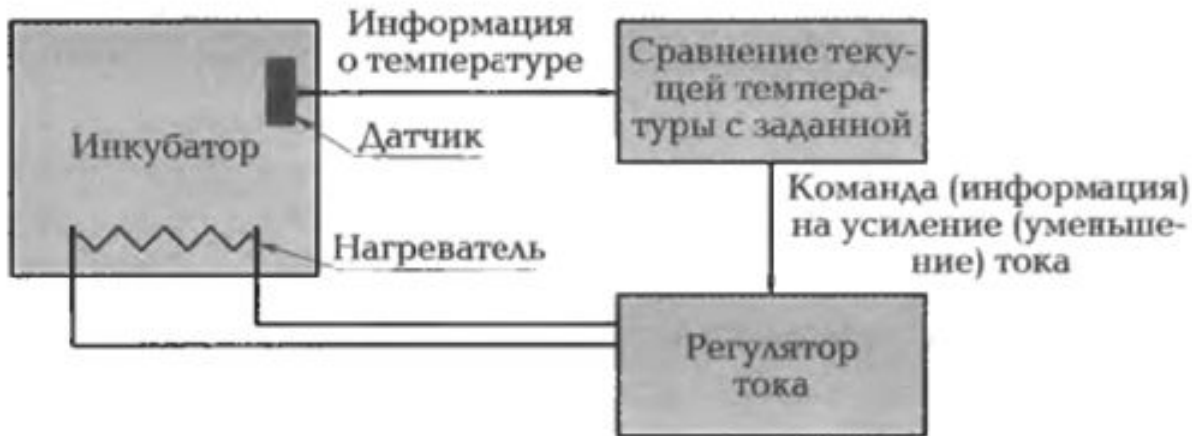 Информация
о температуре
Сравнение теку-
щей темпера-
туры с заданной
Инкубатор
Датчик
Команда (информация)
на усиление (уменьше-
ние) тока
Нагреватель
Регулятор
тока